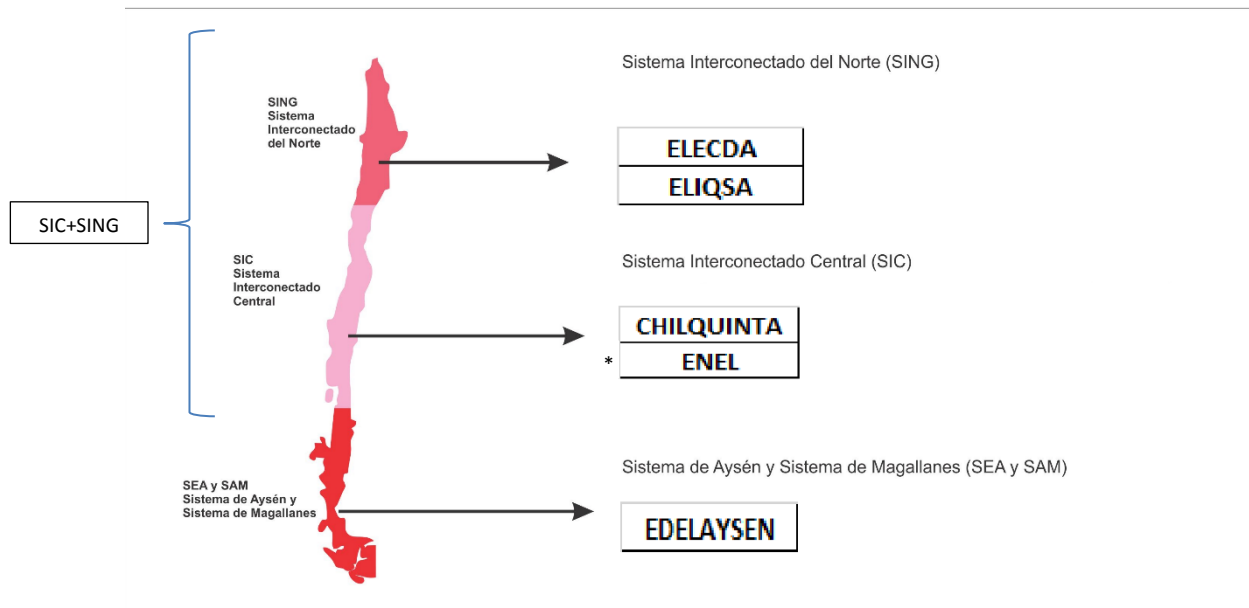 SIC+SING
SING
Sistema
Interconectado
del Norte
SIC
Sistema
Interconectado
Central
SEA y SAM
Sistema de Aysén y
Sistema de Magallanes
Sistema Interconectado del Norte (SING)
ELECDA
ELIQSA
Sistema Interconectado Central (SIC)
CHILQUINTA
* ENEL
Sistema de Aysén y Sistema de Magallanes (SEA y SAM)
EDELAYSEN